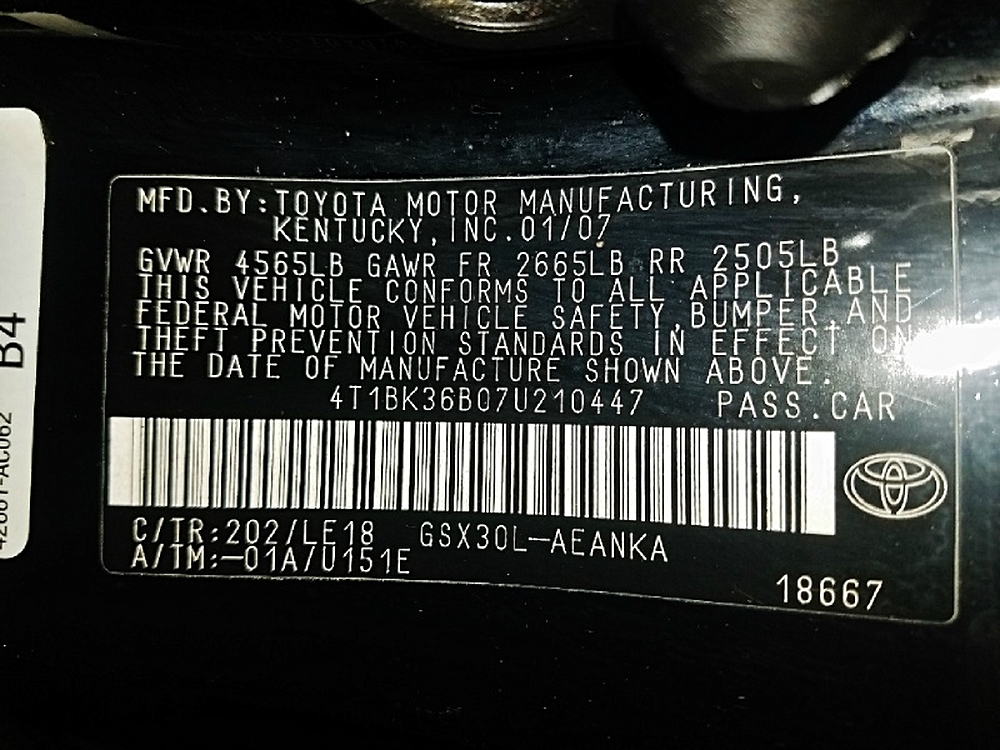 MFD.BY:TOYOTA MOTOR MANUFACTURING,
KENTUCKY,INC.01/07
GVWR 4565LB GAWR FR 2665LB RR 2505LB
THIS VEHICLE CONFORMS TO ALL APPLICABLE
FEDERAL MOTOR VEHICLE SAFETY,BUMPER,AND
THEFT PREVENTION STANDARDS IN EFFECT ON
THE DATE OF MANUFACTURE SHOWN ABOVE.
4T1BK36B07U210447 PASS.CAR
C/TR:202/LE18 GSX30L-AEANKA
A/TM:-01A/U151E
18667
B4